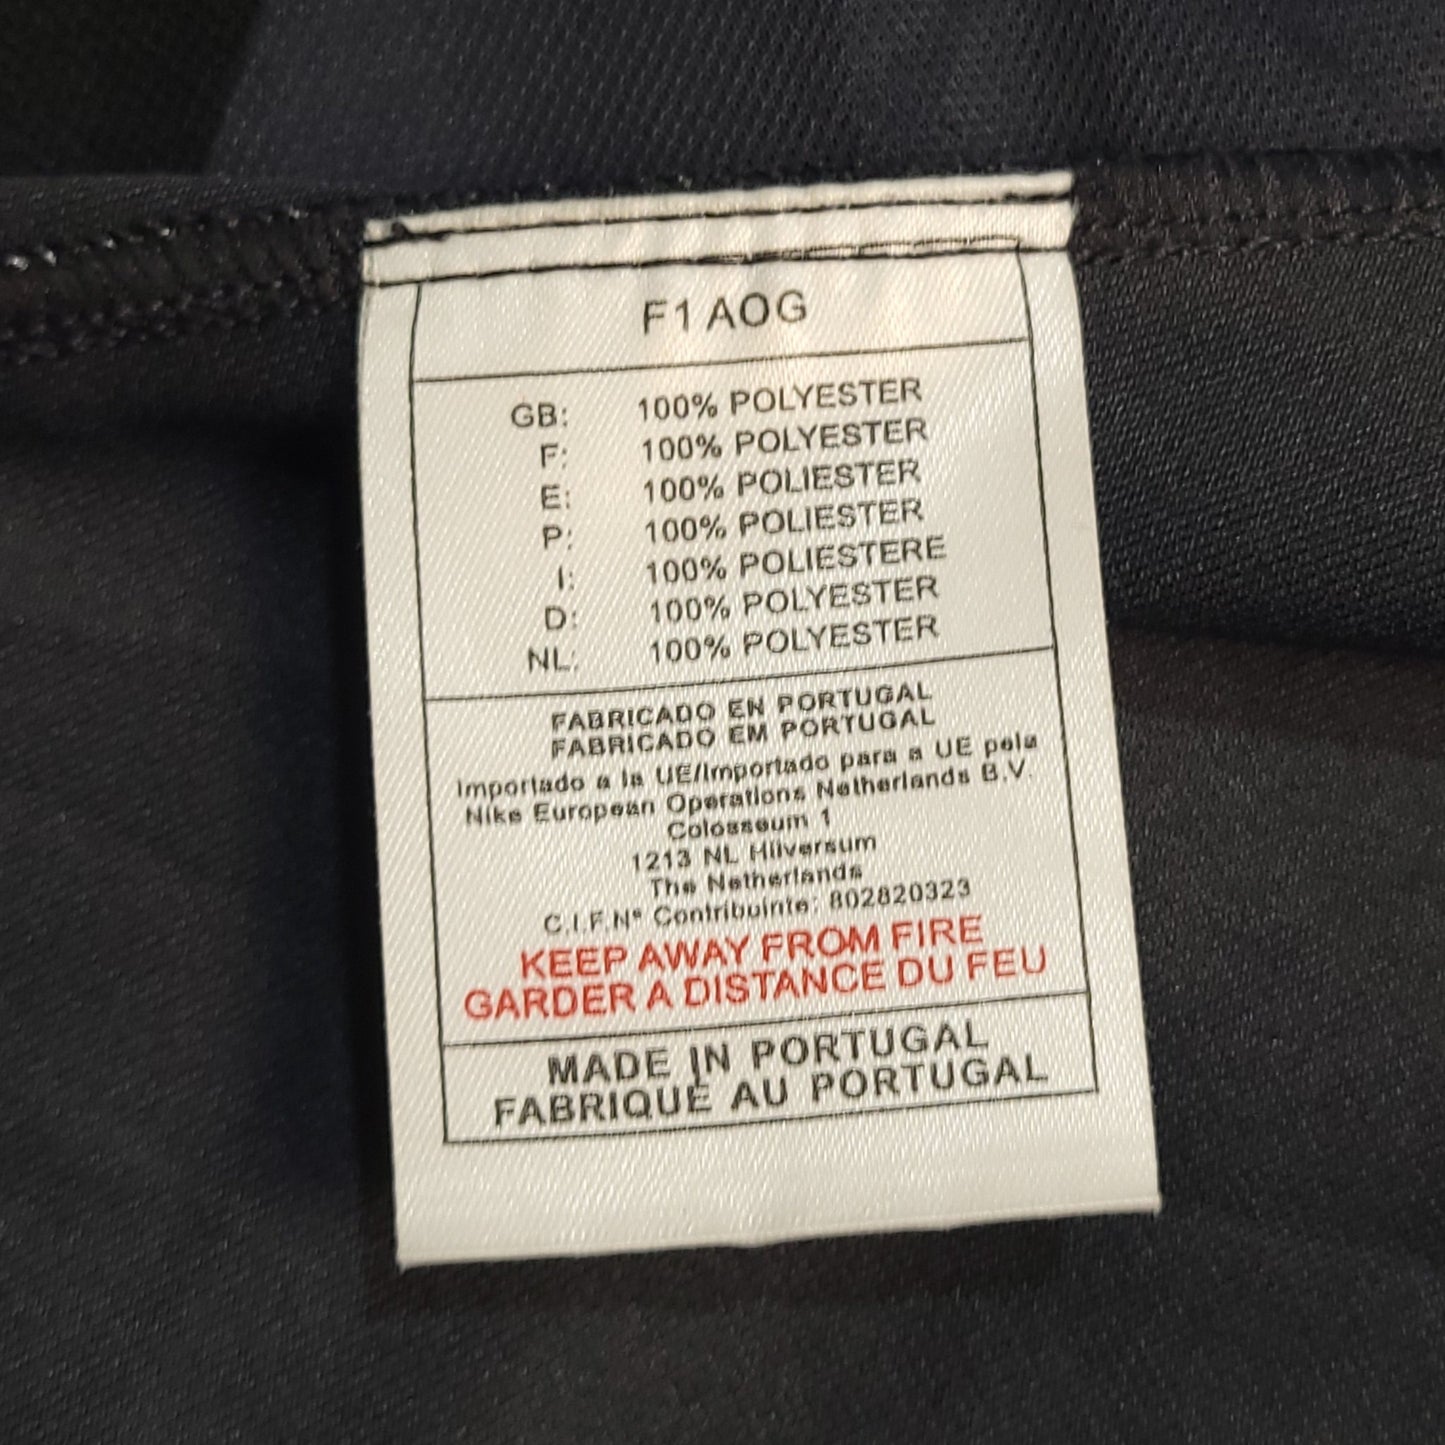 F1 AOG
GB: 100% POLYESTER
F: 100% POLYESTER
E: 100% POLIESTER
P: 100% POLIESTER
I: 100% POLIESTERE
D: 100% POLYESTER
NL: 100% POLYESTER
FABRICADO EN PORTUGAL
FABRICADO EM PORTUGAL
Importado a la UE/Importado para a UE pela
Nike European Operations Netherlands B.V.
Colosseum 1
1213 NL Hilversum
The Netherlands
C.I.F.Nº Contribuinte: 802820323
KEEP AWAY FROM FIRE
GARDER A DISTANCE DU FEU
MADE IN PORTUGAL
FABRIQUÉ AU PORTUGAL